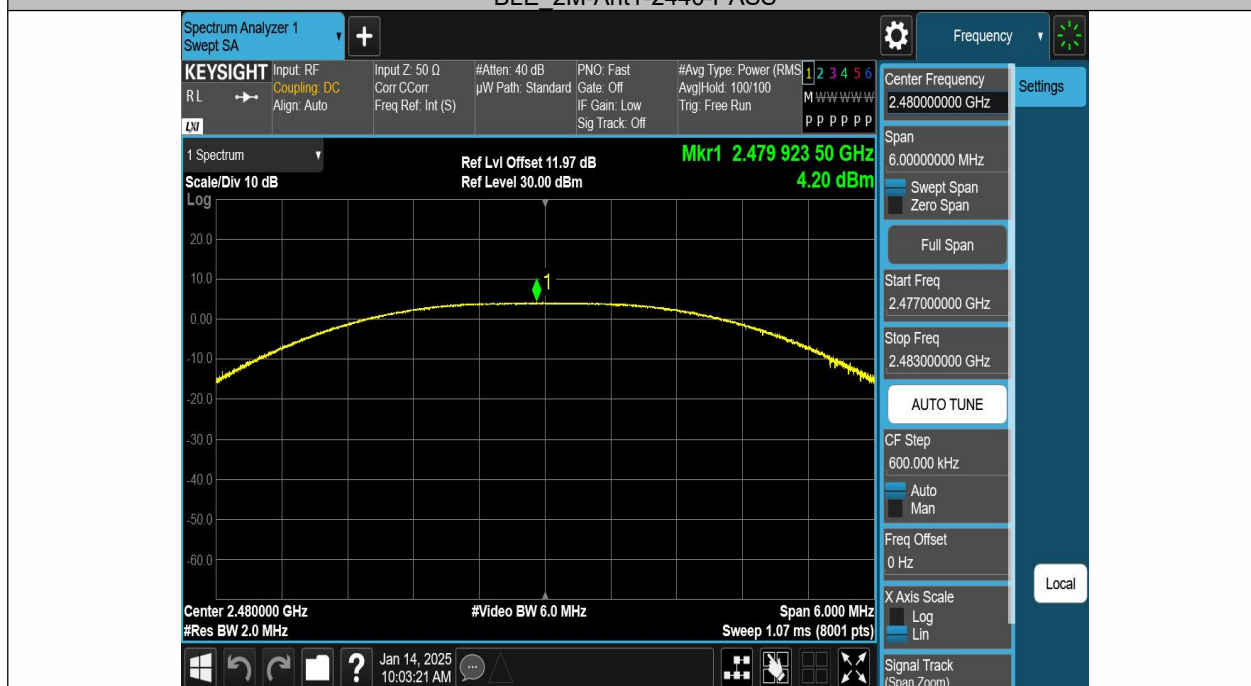 BLE_2M-Ant1-2440-PASS
Spectrum Analyzer 1
Swept SA
+
Frequency
KEYSIGHT
RL
LXI
Input: RF
Coupling: DC
Align: Auto
Input Z: 50 Ω
Corr CCorr
Freq Ref: Int (S)
#Atten: 40 dB
µW Path: Standard
PNO: Fast
Gate: Off
IF Gain: Low
Sig Track: Off
#Avg Type: Power (RMS
Avg|Hold: 100/100
Trig: Free Run
1 2 3 4 5 6
M W W W W W
P P P P P P
1 Spectrum
Scale/Div 10 dB
Log
Ref Lvl Offset 11.97 dB
Ref Level 30.00 dBm
Mkr1 2.479 923 50 GHz
4.20 dBm
20.0
10.0
0.00
-10.0
-20.0
-30.0
-40.0
-50.0
-60.0
1
Center 2.480000 GHz
#Res BW 2.0 MHz
#Video BW 6.0 MHz
Span 6.000 MHz
Sweep 1.07 ms (8001 pts)
?
Jan 14, 2025
10:03:21 AM
Center Frequency
2.480000000 GHz
Settings
Span
6.00000000 MHz
Swept Span
Zero Span
Full Span
Start Freq
2.477000000 GHz
Stop Freq
2.483000000 GHz
AUTO TUNE
CF Step
600.000 kHz
Auto
Man
Freq Offset
0 Hz
Local
X Axis Scale
Log
Lin
Signal Track
(Span Zoom)